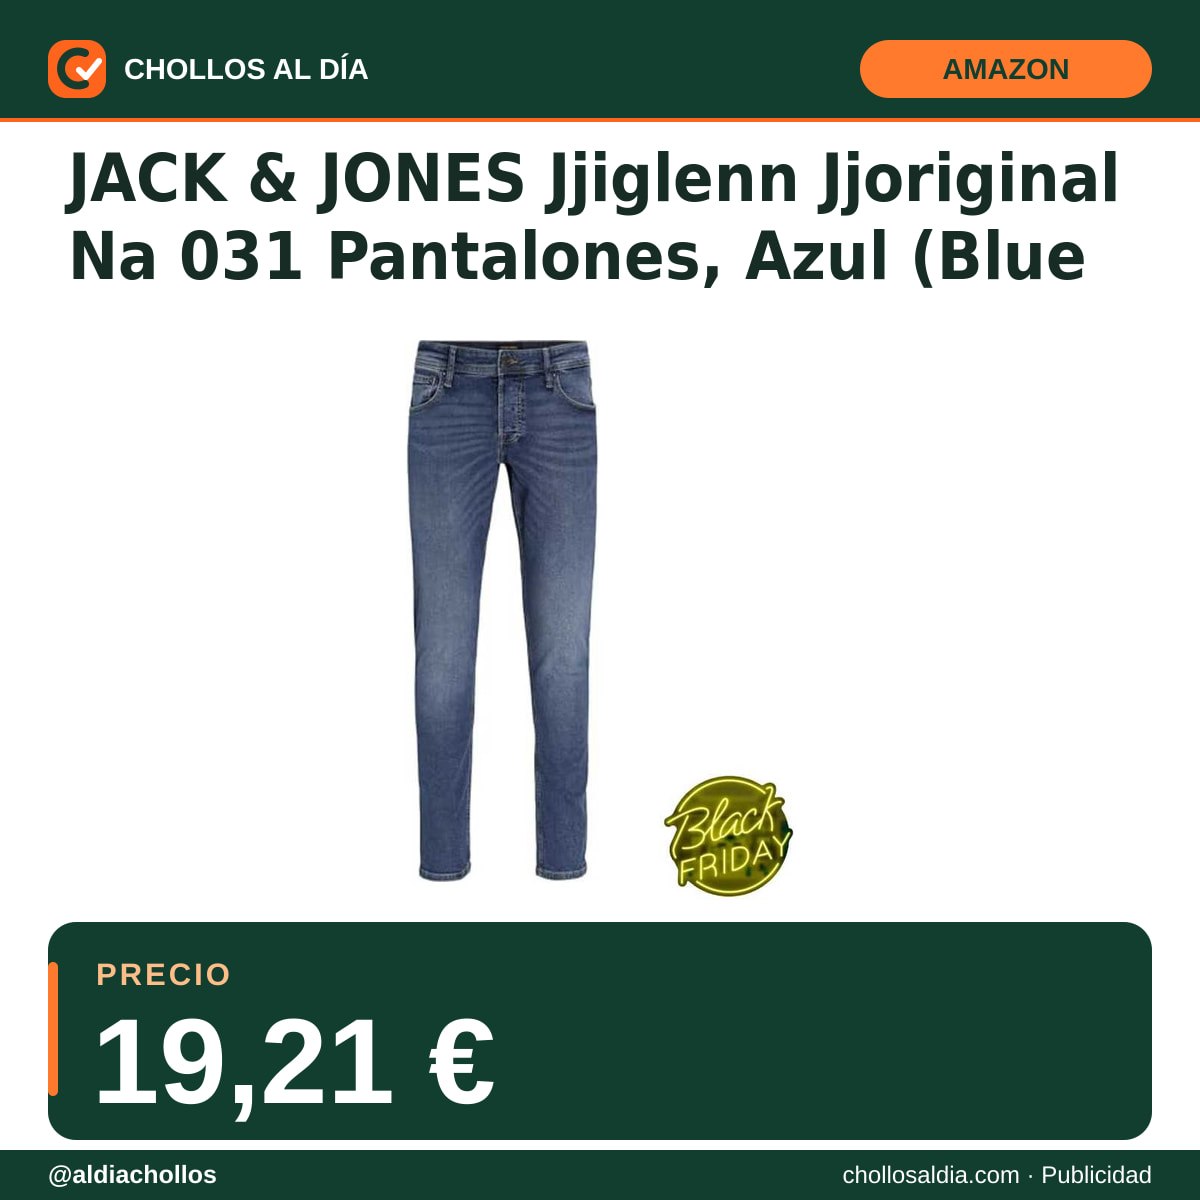 CHOLLOS AL DÍA
AMAZON
JACK & JONES Jjiglenn Jjoriginal
Na 031 Pantalones, Azul (Blue
Black
FRIDAY
PRECIO
19,21 €
@aldiachollos
chollosaldia.com · Publicidad